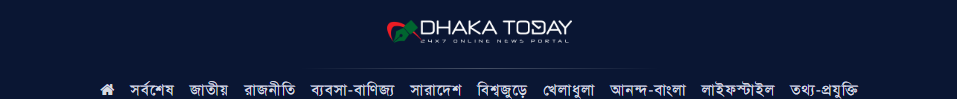 DHAKA TODAY
24X7 ONLINE NEWS PORTAL
সর্বশেষ জাতীয় রাজনীতি ব্যবসা-বাণিজ্য সারাদেশ বিশ্বজুড়ে খেলাধুলা আনন্দ-বাংলা লাইফস্টাইল তথ্য-প্রযুক্তি